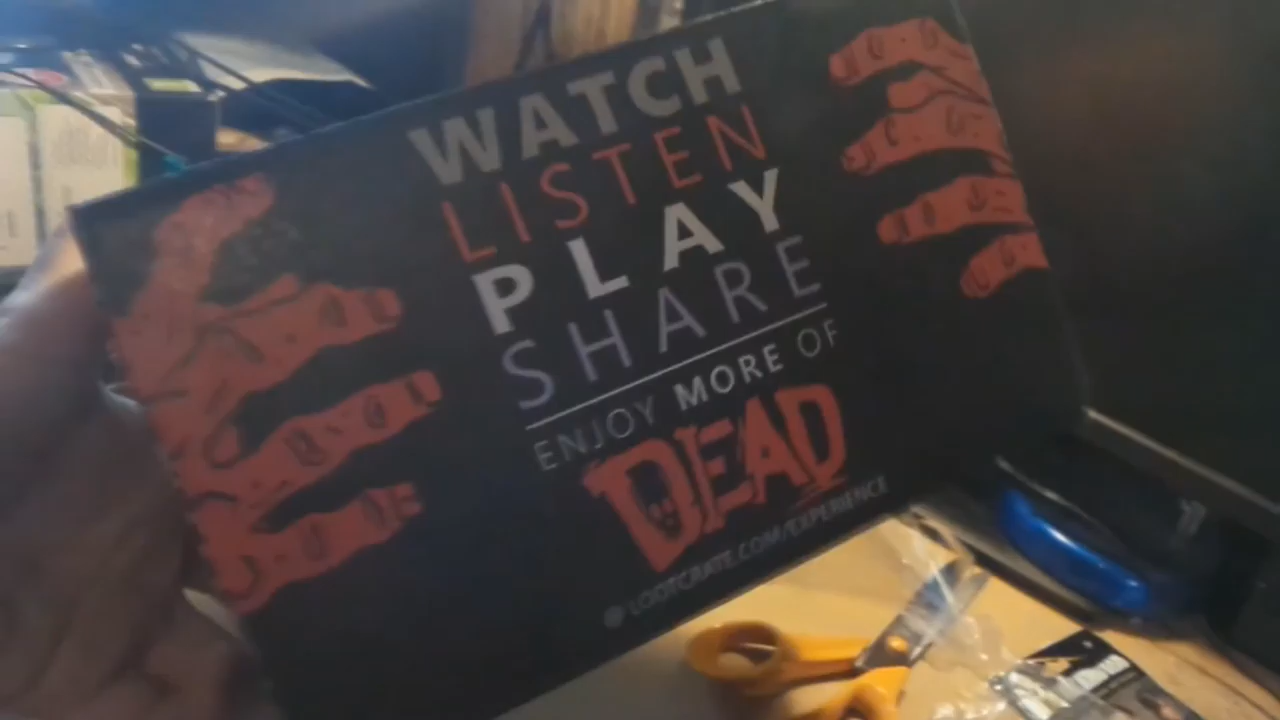 WATCH
LISTEN
PLAY
SHARE
ENJOY MORE OF
DEAD
LOOTCRATE.COM/EXPERIENCE